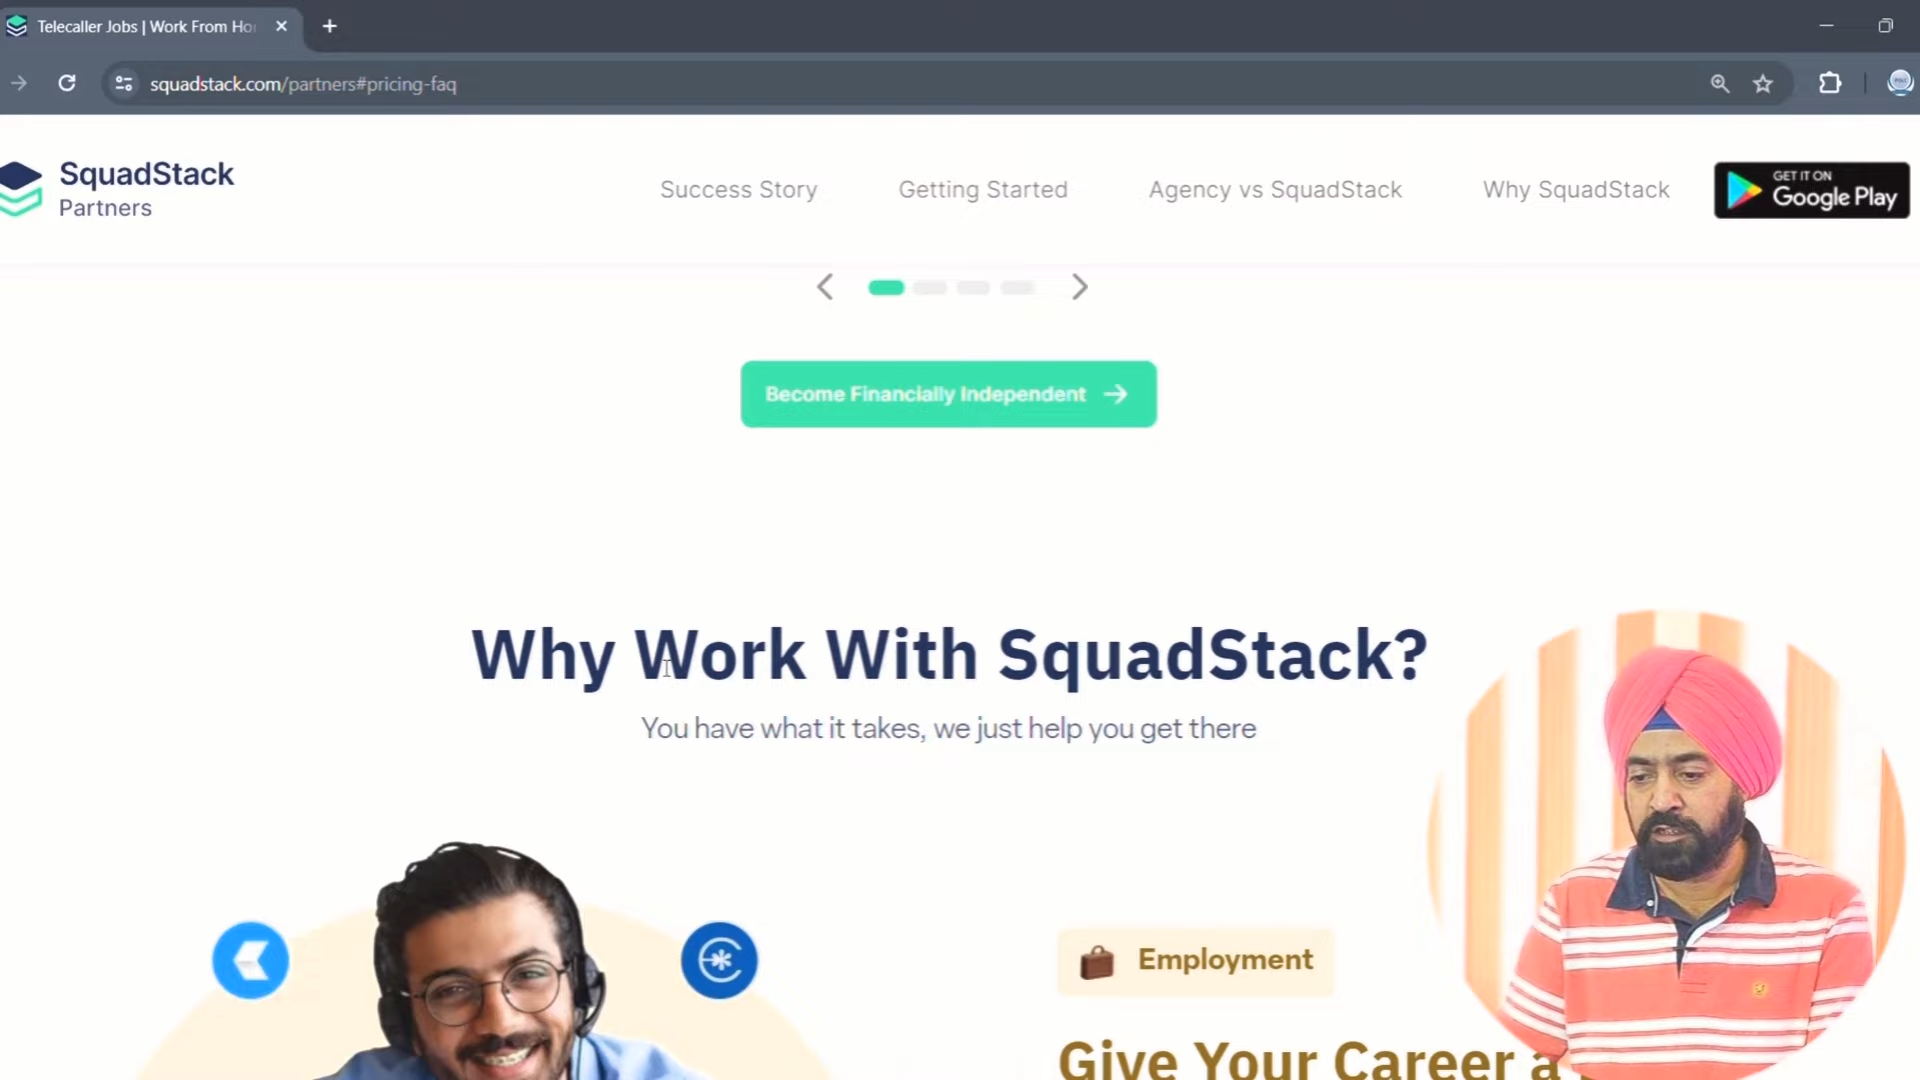 Telecaller Jobs | Work From Ho
squadstack.com/partners#pricing-faq
SquadStack
Partners
Success Story
Getting Started
Agency vs SquadStack
Why SquadStack
GET IT ON
Google Play
Become Financially Independent
Why Work With SquadStack?
You have what it takes, we just help you get there
Employment
Give Your Career a